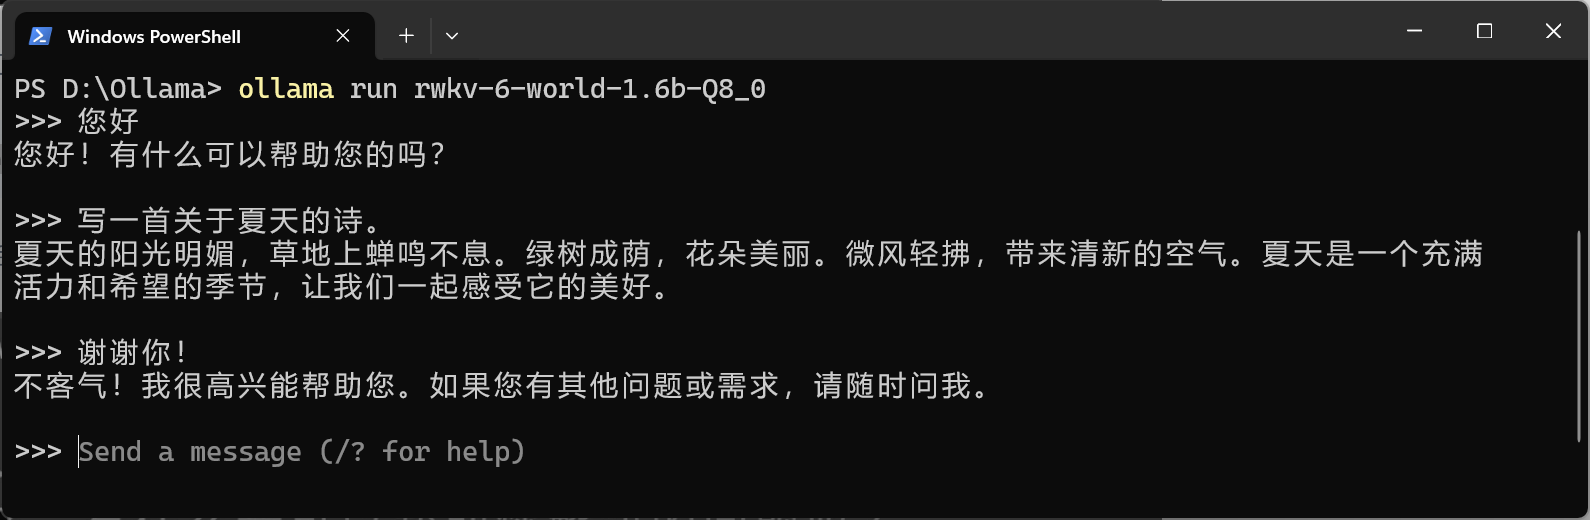 Windows PowerShell
PS D:\Ollama> ollama run rwkv-6-world-1.6b-Q8_0
>>> 您好
您好！有什么可以帮助您的吗？
>>> 写一首关于夏天的诗。
夏天的阳光明媚，草地上蝉鸣不息。绿树成荫，花朵美丽。微风轻拂，带来清新的空气。夏天是一个充满
活力和希望的季节，让我们一起感受它的美好。
>>> 谢谢你！
不客气！我很高兴能帮助您。如果您有其他问题或需求，请随时问我。
>>> Send a message (/? for help)